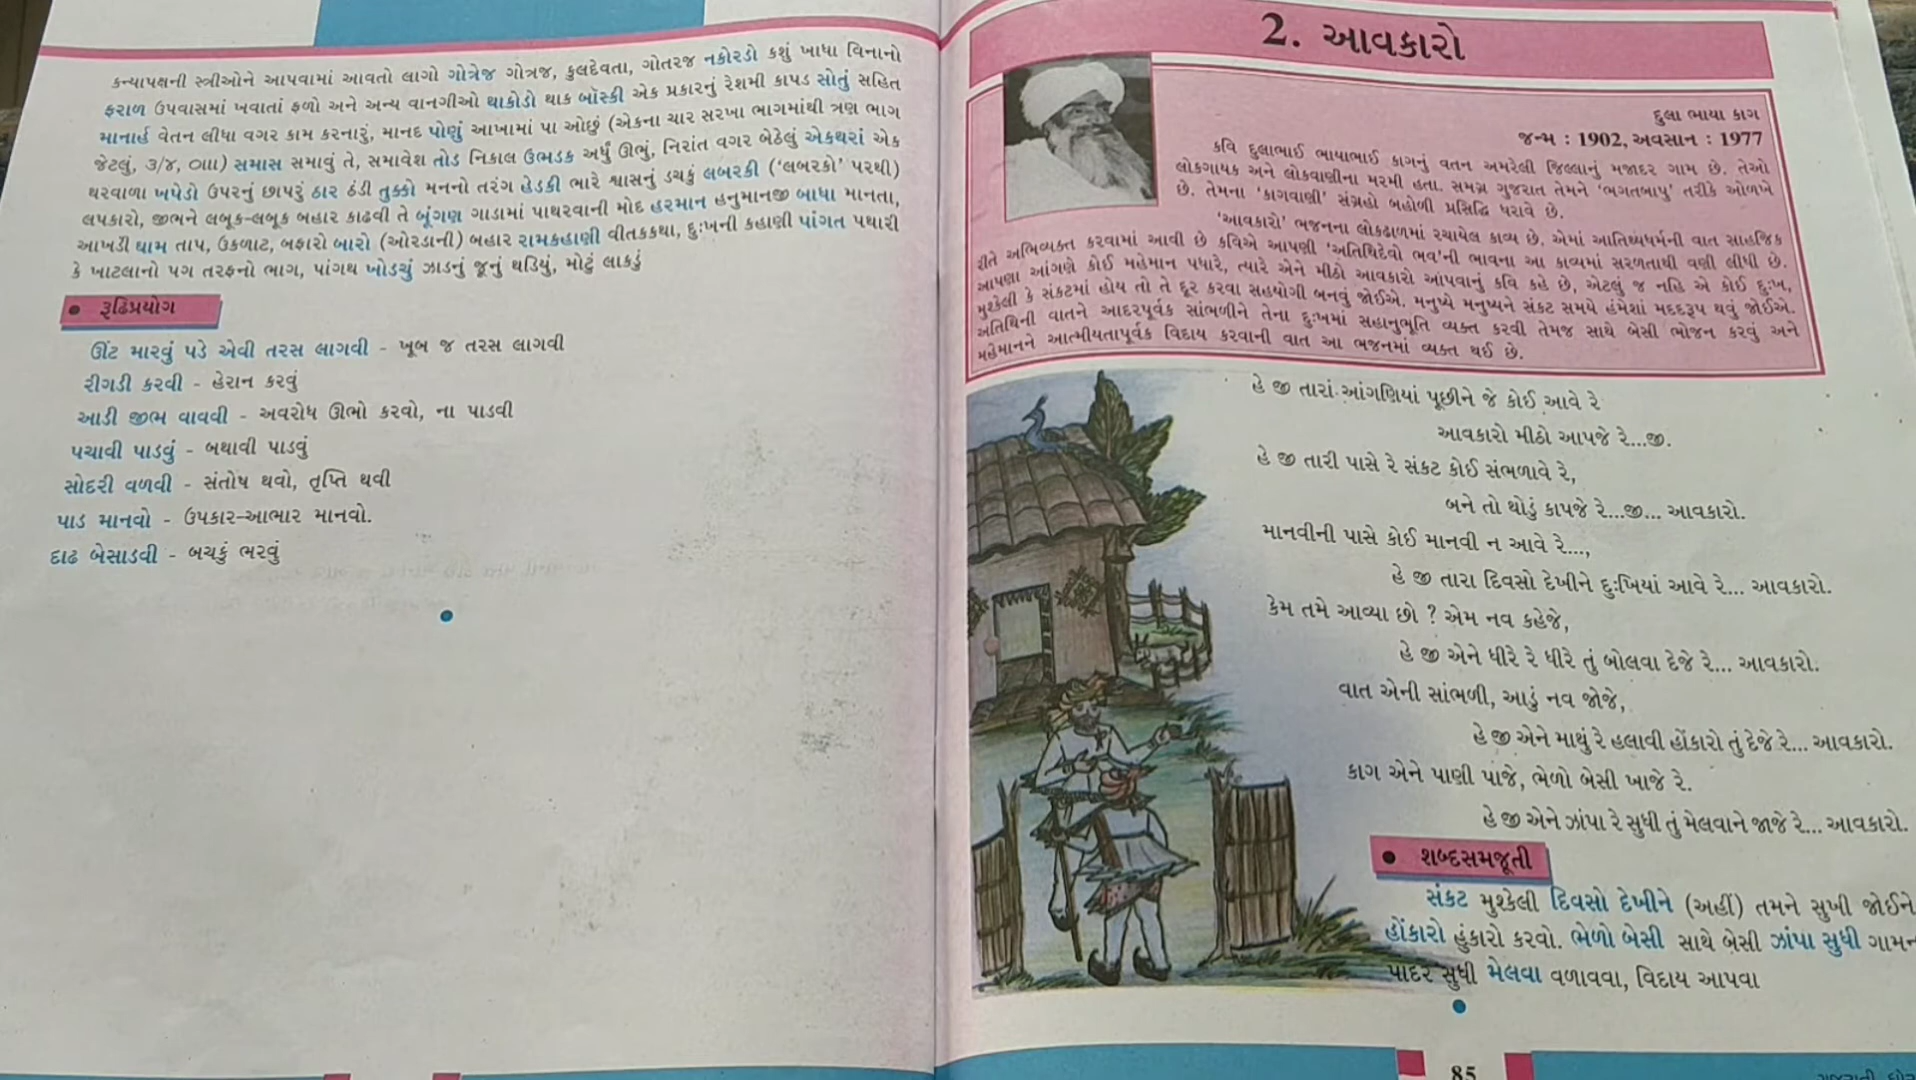 કન્યાપક્ષની સ્ત્રીઓને આપવામાં આવતો લાગો ગોત્રેજ ગોત્રજ, કુલદેવતા, ગોતરજ નકોરડો કશું ખાધા વિનાનો
ફરાળ ઉપવાસમાં ખવાતાં ફળો અને અન્ય વાનગીઓ થાકોડો થાક બૉસ્કી એક પ્રકારનું રેશમી કાપડ સોતું સહિત
માનાર્હ વેતન લીધા વગર કામ કરનારું, માનદ પોણું આખામાં પા ઓછું (એકના ચાર સરખા ભાગમાંથી ત્રણ ભાગ
જેટલું, ૩/૪, ૦ાાા) સમાસ સમાવું તે, સમાવેશ તોડ નિકાલ ઉભડક અર્ધું ઊભું, નિરાંત વગર બેઠેલું એકથરાં એક
થરવાળા ખપેડો ઉપરનું છાપરું ઠાર ઠંડી તુક્કો મનનો તરંગ હેડકી ભારે શ્વાસનું ડચકું લબરકી (‘લબરકો’ પરથી)
લપકારો, જીભને લબૂક-લબૂક બહાર કાઢવી તે બૂંગણ ગાડામાં પાથરવાની મોદ હરમાન હનુમાનજી બાધા માનતા,
આખડી ઘામ તાપ, ઉકળાટ, બફારો બારો (ઓરડાની) બહાર રામકહાણી વીતકકથા, દુઃખની કહાણી પાંગત પથારી
કે ખાટલાનો પગ તરફનો ભાગ, પાંગથ ખોડચું ઝાડનું જૂનું થડિયું, મોટું લાકડું
• રૂઢિપ્રયોગ
ઊંટ મારવું પડે એવી તરસ લાગવી - ખૂબ જ તરસ લાગવી
રીગડી કરવી - હેરાન કરવું
આડી જીભ વાવવી - અવરોધ ઊભો કરવો, ના પાડવી
પચાવી પાડવું - બથાવી પાડવું
સોદરી વળવી - સંતોષ થવો, તૃપ્તિ થવી
પાડ માનવો - ઉપકાર-આભાર માનવો.
દાઢ બેસાડવી - બચકું ભરવું
2. આવકારો
દુલા ભાયા કાગ
જન્મ : 1902, અવસાન : 1977
કવિ દુલાભાઈ ભાયાભાઈ કાગનું વતન અમરેલી જિલ્લાનું મજાદર ગામ છે. તેઓ
લોકગાયક અને લોકવાણીના મરમી હતા. સમગ્ર ગુજરાત તેમને ‘ભગતબાપુ’ તરીકે ઓળખે
છે. તેમના ‘કાગવાણી’ સંગ્રહો બહોળી પ્રસિદ્ધિ ધરાવે છે.
‘આવકારો’ ભજનના લોકઢાળમાં રચાયેલ કાવ્ય છે. એમાં આતિથ્યધર્મની વાત સાહજિક
રીતે અભિવ્યક્ત કરવામાં આવી છે કવિએ આપણી ‘અતિથિદેવો ભવ’ની ભાવના આ કાવ્યમાં સરળતાથી વણી લીધી છે.
આપણા આંગણે કોઈ મહેમાન પધારે, ત્યારે એને મીઠો આવકારો આપવાનું કવિ કહે છે, એટલું જ નહિ એ કોઈ દુઃખ,
મુશ્કેલી કે સંકટમાં હોય તો તે દૂર કરવા સહયોગી બનવું જોઈએ. મનુષ્યે મનુષ્યને સંકટ સમયે હંમેશાં મદદરૂપ થવું જોઈએ.
અતિથિની વાતને આદરપૂર્વક સાંભળીને તેના દુઃખમાં સહાનુભૂતિ વ્યક્ત કરવી તેમજ સાથે બેસી ભોજન કરવું અને
મહેમાનને આત્મીયતાપૂર્વક વિદાય કરવાની વાત આ ભજનમાં વ્યક્ત થઈ છે.
હે જી તારાં આંગણિયાં પૂછીને જે કોઈ આવે રે
આવકારો મીઠો આપજે રે...જી.
હે જી તારી પાસે રે સંકટ કોઈ સંભળાવે રે,
બને તો થોડું કાપજે રે...જી... આવકારો.
માનવીની પાસે કોઈ માનવી ન આવે રે...,
હે જી તારા દિવસો દેખીને દુઃખિયાં આવે રે... આવકારો.
કેમ તમે આવ્યા છો ? એમ નવ કહેજે,
હે જી એને ધીરે રે ધીરે તું બોલવા દેજે રે... આવકારો.
વાત એની સાંભળી, આડું નવ જોજે,
હે જી એને માથું રે હલાવી હોંકારો તું દેજે રે... આવકારો.
કાગ એને પાણી પાજે, ભેળો બેસી ખાજે રે.
હે જી એને ઝાંપા રે સુધી તું મેલવાને જાજે રે... આવકારો.
• શબ્દસમજૂતી
સંકટ મુશ્કેલી દિવસો દેખીને (અહીં) તમને સુખી જોઈને
હોંકારો હુંકારો કરવો. ભેળો બેસી સાથે બેસી ઝાંપા સુધી ગામના
પાદર સુધી મેલવા વળાવવા, વિદાય આપવા
85